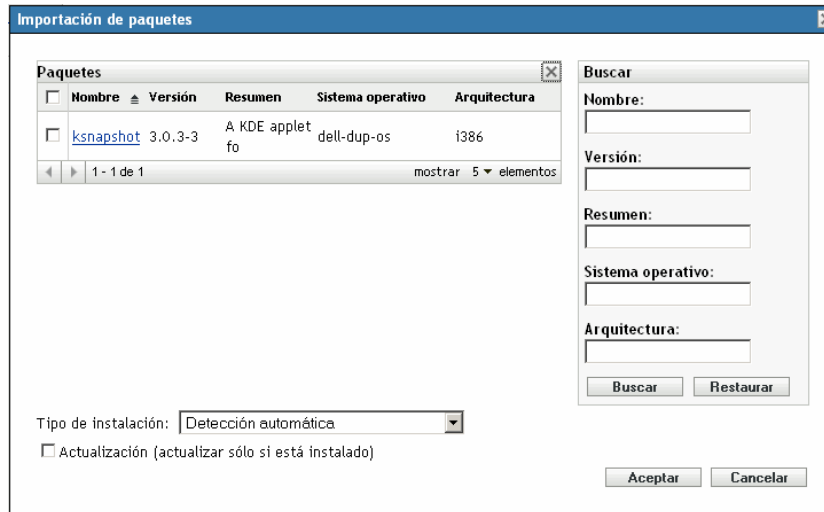 Importación de paquetes
Paquetes
Nombre Versión Resumen Sistema operativo Arquitectura
ksnapshot 3.0.3-3 A KDE applet fo dell-dup-os i386
1 - 1 de 1 mostrar 5 elementos
Buscar
Nombre:
Versión:
Resumen:
Sistema operativo:
Arquitectura:
Buscar Restaurar
Tipo de instalación: Detección automática
Actualización (actualizar sólo si está instalado)
Aceptar Cancelar